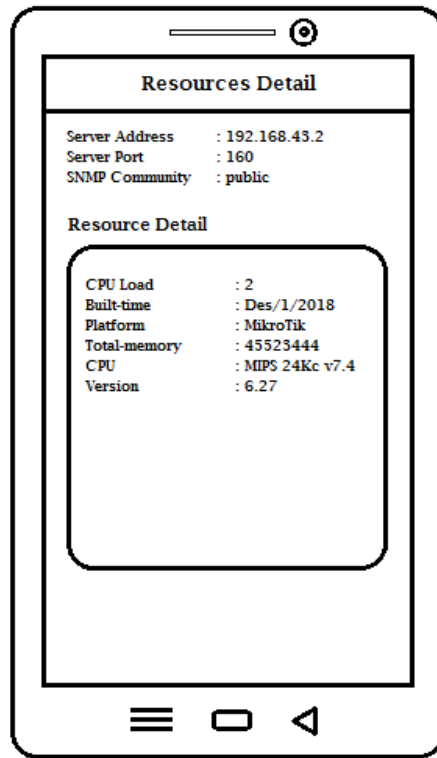 Resources Detail
Server Address : 192.168.43.2
Server Port : 160
SNMP Community : public
Resource Detail
CPU Load : 2
Built-time : Des/1/2018
Platform : MikroTik
Total-memory : 45523444
CPU : MIPS 24Kc v7.4
Version : 6.27